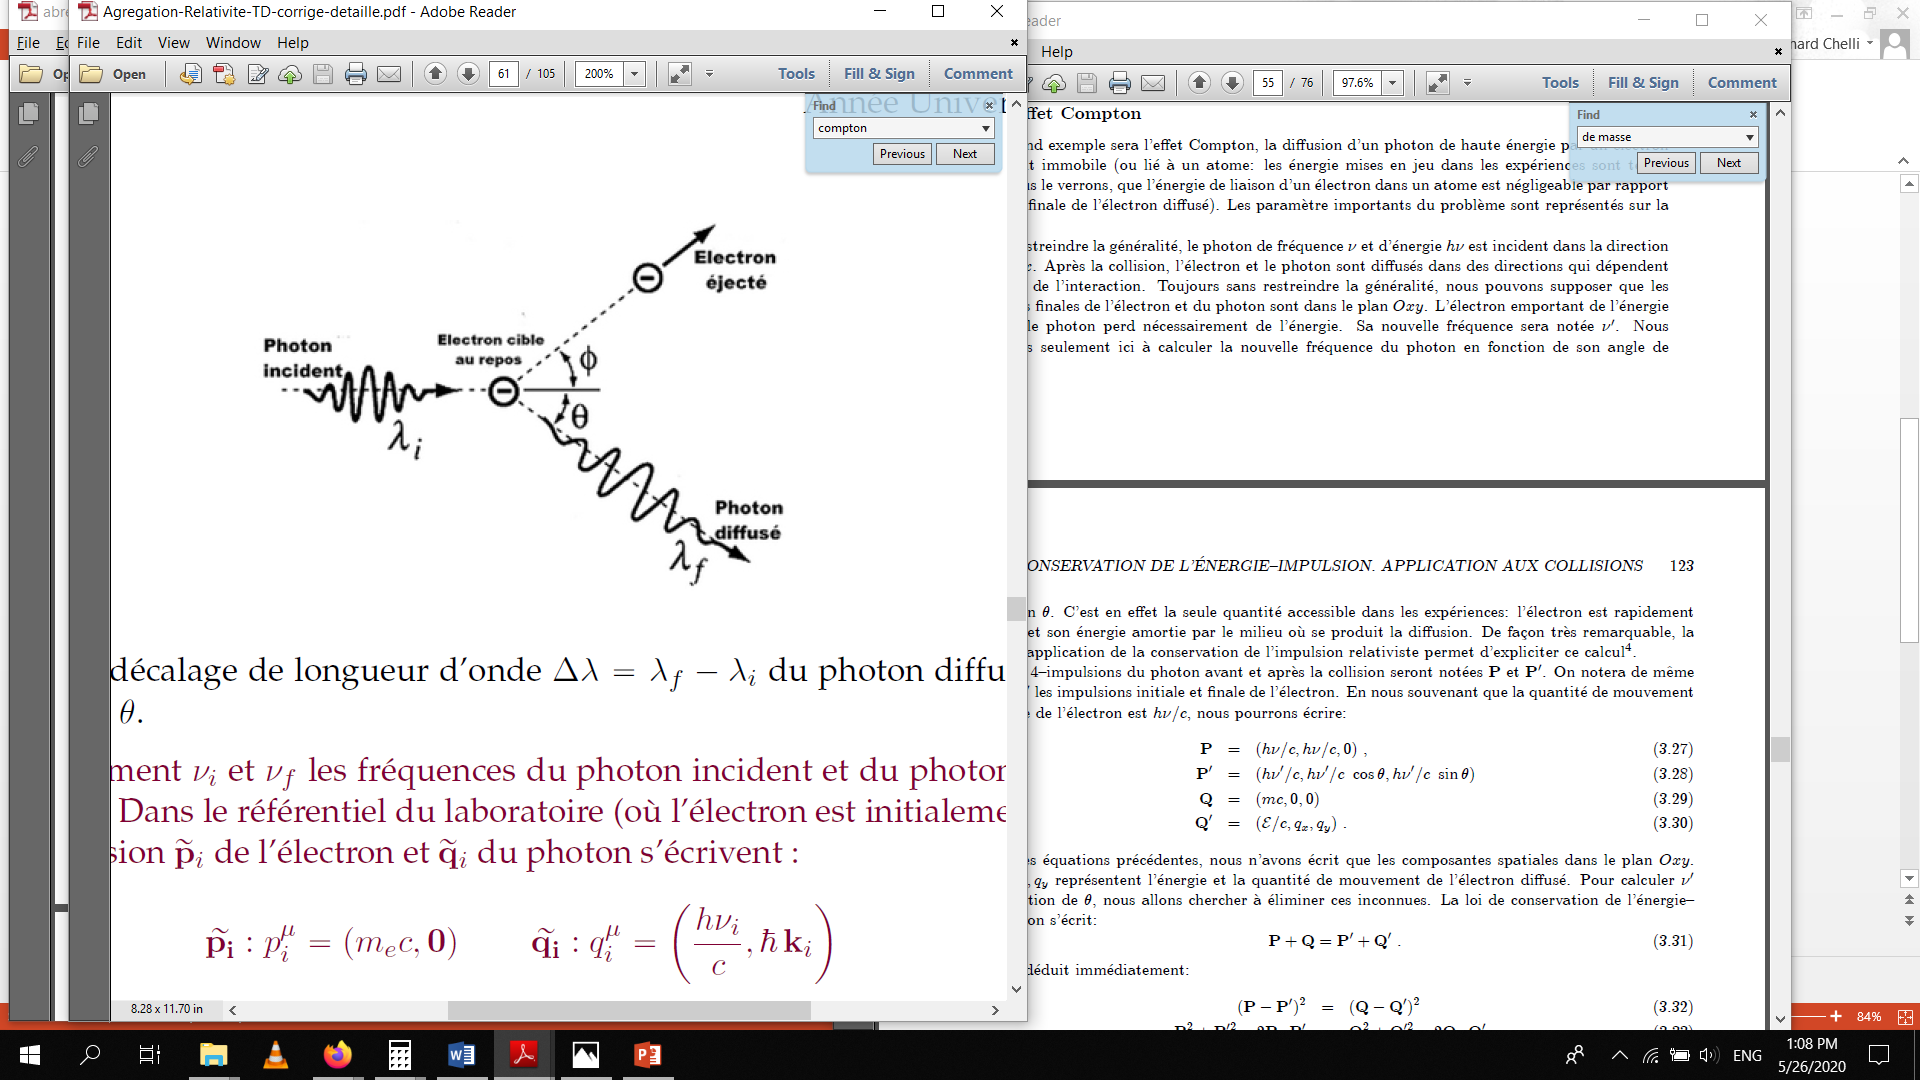 abre
Agregation-Relativite-TD-corrige-detaille.pdf - Adobe Reader
File
File Edit View Window Help
Open
61 / 105
200%
Tools Fill & Sign Comment
Année Univer
Find
compton
Previous Next
Electron
éjecté
Electron cible
au repos
Photon
incident
ϕ
θ
λi
Photon
diffusé
λf
décalage de longueur d'onde Δλ = λf − λi du photon diffu
θ.
ment νi et νf les fréquences du photon incident et du photon
Dans le référentiel du laboratoire (où l'électron est initialeme
sion p̃i de l'électron et q̃i du photon s'écrivent :
p̃i : pi^μ = (mec, 0) q̃i : qi^μ = (hνi/c, ħ ki)
8.28 x 11.70 in
eader
Help
55 / 76
97.6%
Tools Fill & Sign Comment
Find
de masse
Previous Next
ffet Compton
nd exemple sera l'effet Compton, la diffusion d'un photon de haute énergie
t immobile (ou lié à un atome: les énergie mises en jeu dans les expériences sont
s le verrons, que l'énergie de liaison d'un électron dans un atome est négligeable par rapport
finale de l'électron diffusé). Les paramètre importants du problème sont représentés sur la
streindre la généralité, le photon de fréquence ν et d'énergie hν est incident dans la direction
x. Après la collision, l'électron et le photon sont diffusés dans des directions qui dépendent
de l'interaction. Toujours sans restreindre la généralité, nous pouvons supposer que les
s finales de l'électron et du photon sont dans le plan Oxy. L'électron emportant de l'énergie
le photon perd nécessairement de l'énergie. Sa nouvelle fréquence sera notée ν′. Nous
s seulement ici à calculer la nouvelle fréquence du photon en fonction de son angle de
ONSERVATION DE L'ÉNERGIE–IMPULSION. APPLICATION AUX COLLISIONS 123
n θ. C'est en effet la seule quantité accessible dans les expériences: l'électron est rapidement
et son énergie amortie par le milieu où se produit la diffusion. De façon très remarquable, la
application de la conservation de l'impulsion relativiste permet d'expliciter ce calcul⁴.
4–impulsions du photon avant et après la collision seront notées P et P′. On notera de même
′ les impulsions initiale et finale de l'électron. En nous souvenant que la quantité de mouvement
e de l'électron est hν/c, nous pourrons écrire:
P = (hν/c, hν/c, 0) , (3.27)
P′ = (hν′/c, hν′/c cos θ, hν′/c sin θ) (3.28)
Q = (mc, 0, 0) (3.29)
Q′ = (ℰ/c, qx, qy) . (3.30)
es équations précédentes, nous n'avons écrit que les composantes spatiales dans le plan Oxy.
, qy représentent l'énergie et la quantité de mouvement de l'électron diffusé. Pour calculer ν′
tion de θ, nous allons chercher à éliminer ces inconnues. La loi de conservation de l'énergie–
on s'écrit:
P + Q = P′ + Q′ . (3.31)
déduit immédiatement:
(P − P′)² = (Q − Q′)² (3.32)
nard Chelli
84%
ENG
1:08 PM
5/26/2020